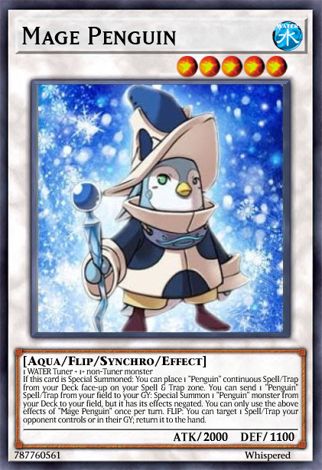 Mage Penguin
WATER
水
[Aqua/Flip/Synchro/Effect]
1 WATER Tuner + 1+ non-Tuner monster
If this card is Special Summoned: You can place 1 "Penguin" continuous Spell/Trap
from your Deck face-up on your Spell & Trap zone. You can send 1 "Penguin"
Spell/Trap from your field to your GY: Special Summon 1 "Penguin" monster from
your Deck to your field, but it has its effects negated. You can only use the above
effects of "Mage Penguin" once per turn. FLIP: You can target 1 Spell/Trap your
opponent controls or in their GY; return it to the hand.
ATK/2000 DEF/1100
787760561 Whispered